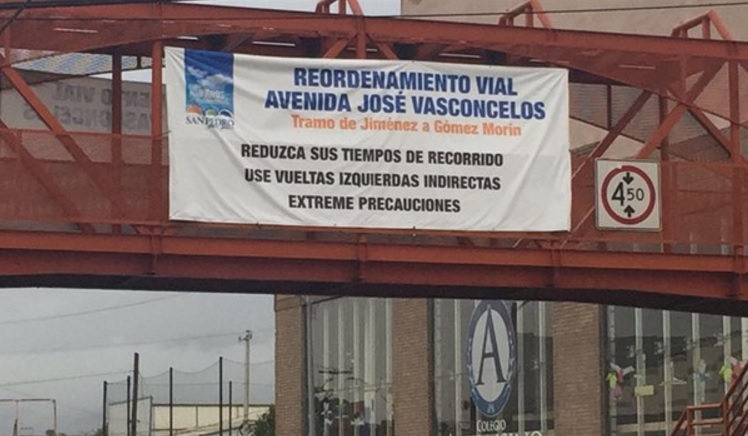 REORDENAMIENTO VIAL
AVENIDA JOSÉ VASCONCELOS
Tramo de Jiménez a Gómez Morin
SAN PEDRO
REDUZCA SUS TIEMPOS DE RECORRIDO
USE VUELTAS IZQUIERDAS INDIRECTAS
EXTREME PRECAUCIONES
4.50
A
COLEGIO